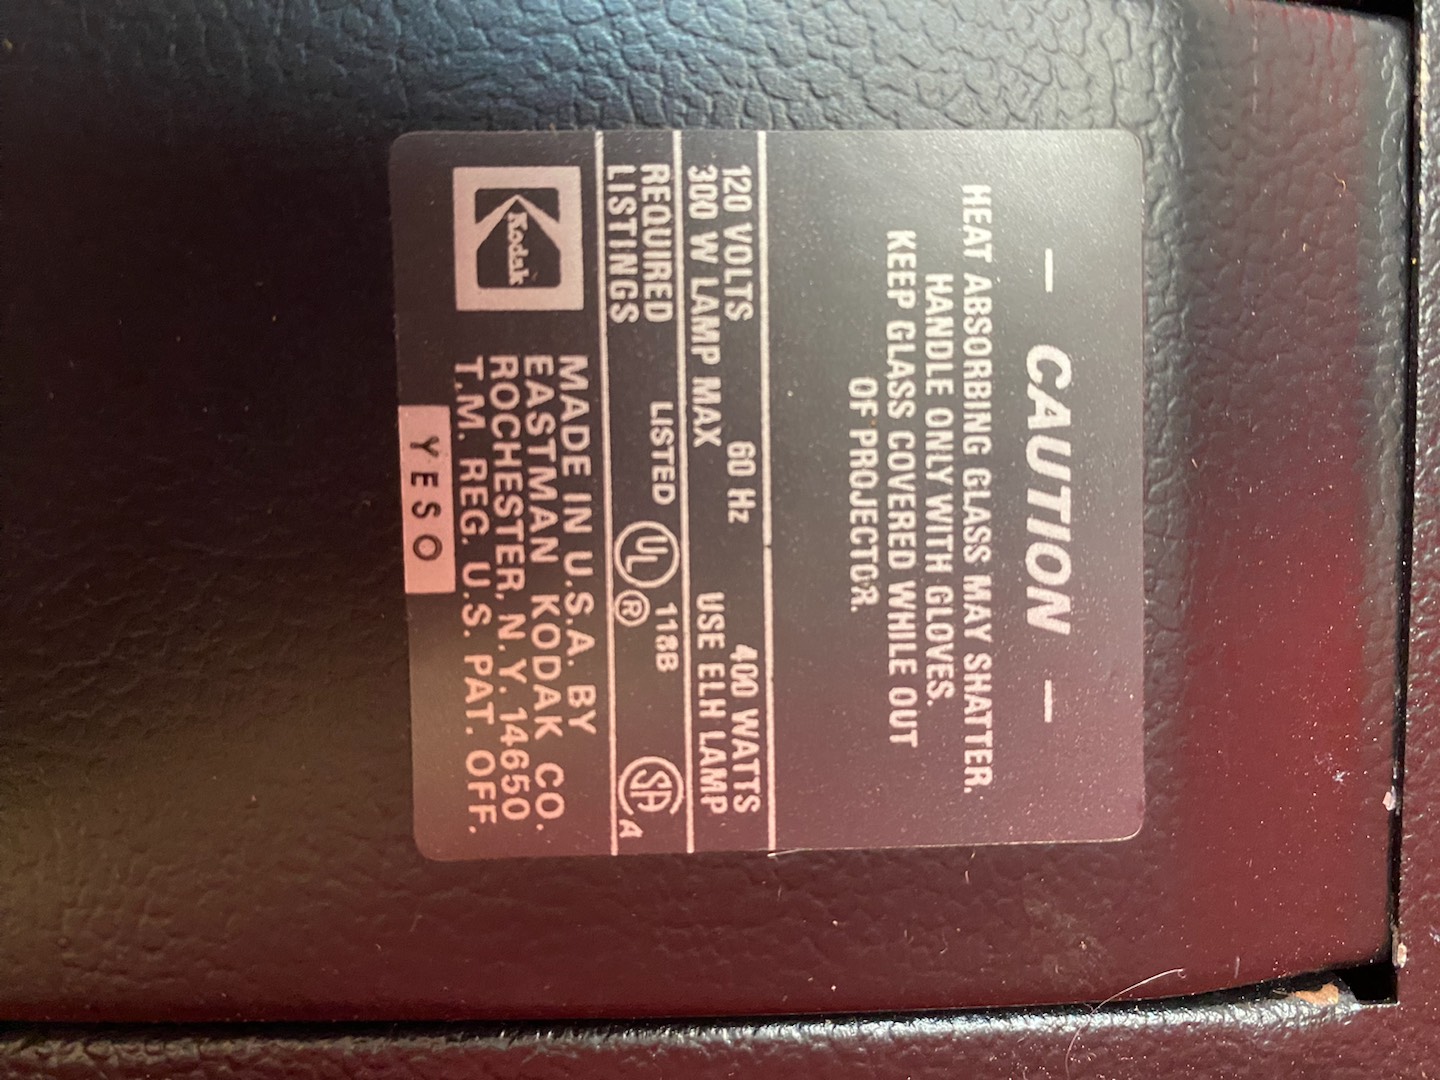 — CAUTION —
HEAT ABSORBING GLASS MAY SHATTER.
HANDLE ONLY WITH GLOVES.
KEEP GLASS COVERED WHILE OUT
OF PROJECTOR.
120 VOLTS 60 Hz 400 WATTS
300 W LAMP MAX USE ELH LAMP
REQUIRED LISTINGS LISTED UL ® 118B SA A
Kodak
MADE IN U.S.A. BY
EASTMAN KODAK CO.
ROCHESTER, N.Y. 14650
T.M. REG. U.S. PAT. OFF.
YESO